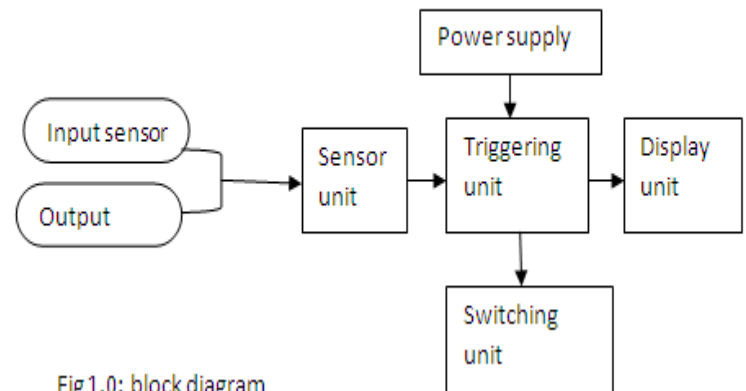 Power supply
Input sensor
Output
Sensor
unit
Triggering
unit
Display
unit
Switching
unit
Fig 1.0: block diagram